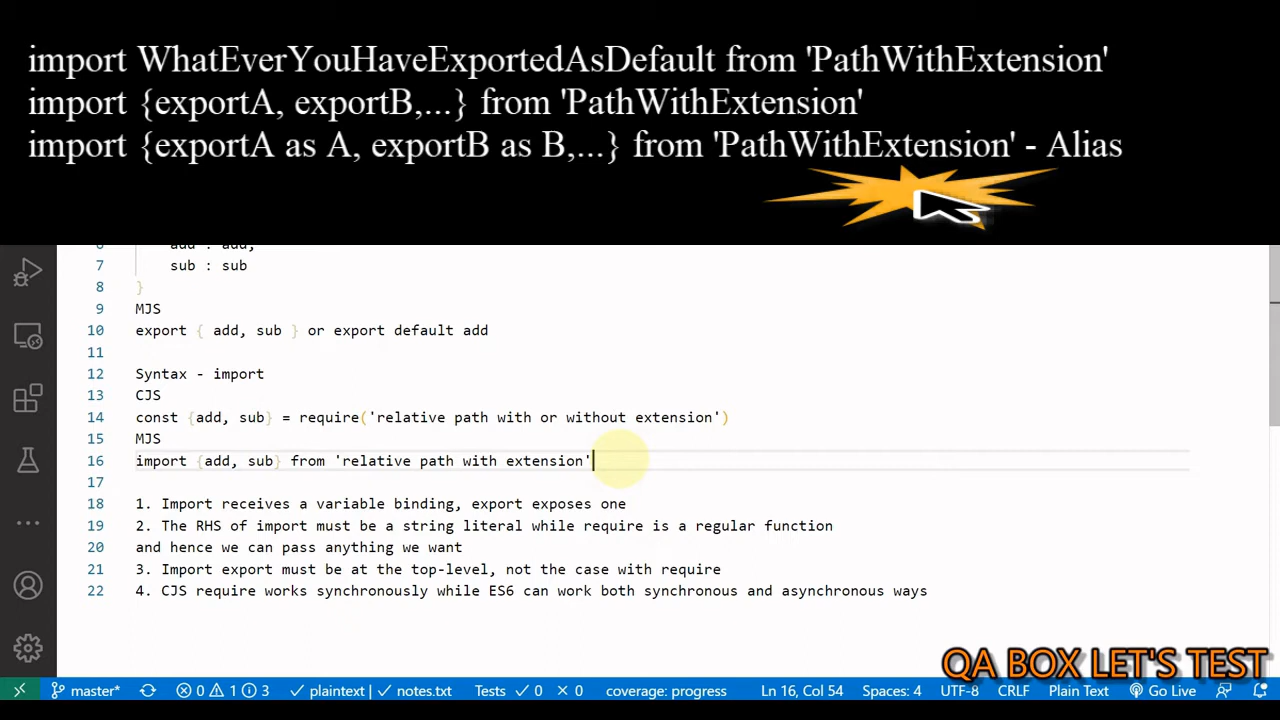 import WhatEverYouHaveExportedAsDefault from 'PathWithExtension'
import {exportA, exportB,...} from 'PathWithExtension'
import {exportA as A, exportB as B,...} from 'PathWithExtension' - Alias
6 add : add,
7 sub : sub
8 }
9 MJS
10 export { add, sub } or export default add
11
12 Syntax - import
13 CJS
14 const {add, sub} = require('relative path with or without extension')
15 MJS
16 import {add, sub} from 'relative path with extension'
17
18 1. Import receives a variable binding, export exposes one
19 2. The RHS of import must be a string literal while require is a regular function
20 and hence we can pass anything we want
21 3. Import export must be at the top-level, not the case with require
22 4. CJS require works synchronously while ES6 can work both synchronous and asynchronous ways
QA BOX LET'S TEST
master* 0 1 3 plaintext | notes.txt Tests 0 0 coverage: progress Ln 16, Col 54 Spaces: 4 UTF-8 CRLF Plain Text Go Live